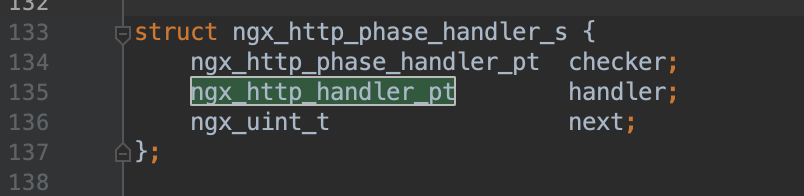 132
133 struct ngx_http_phase_handler_s {
134 ngx_http_phase_handler_pt checker;
135 ngx_http_handler_pt handler;
136 ngx_uint_t next;
137 };
138